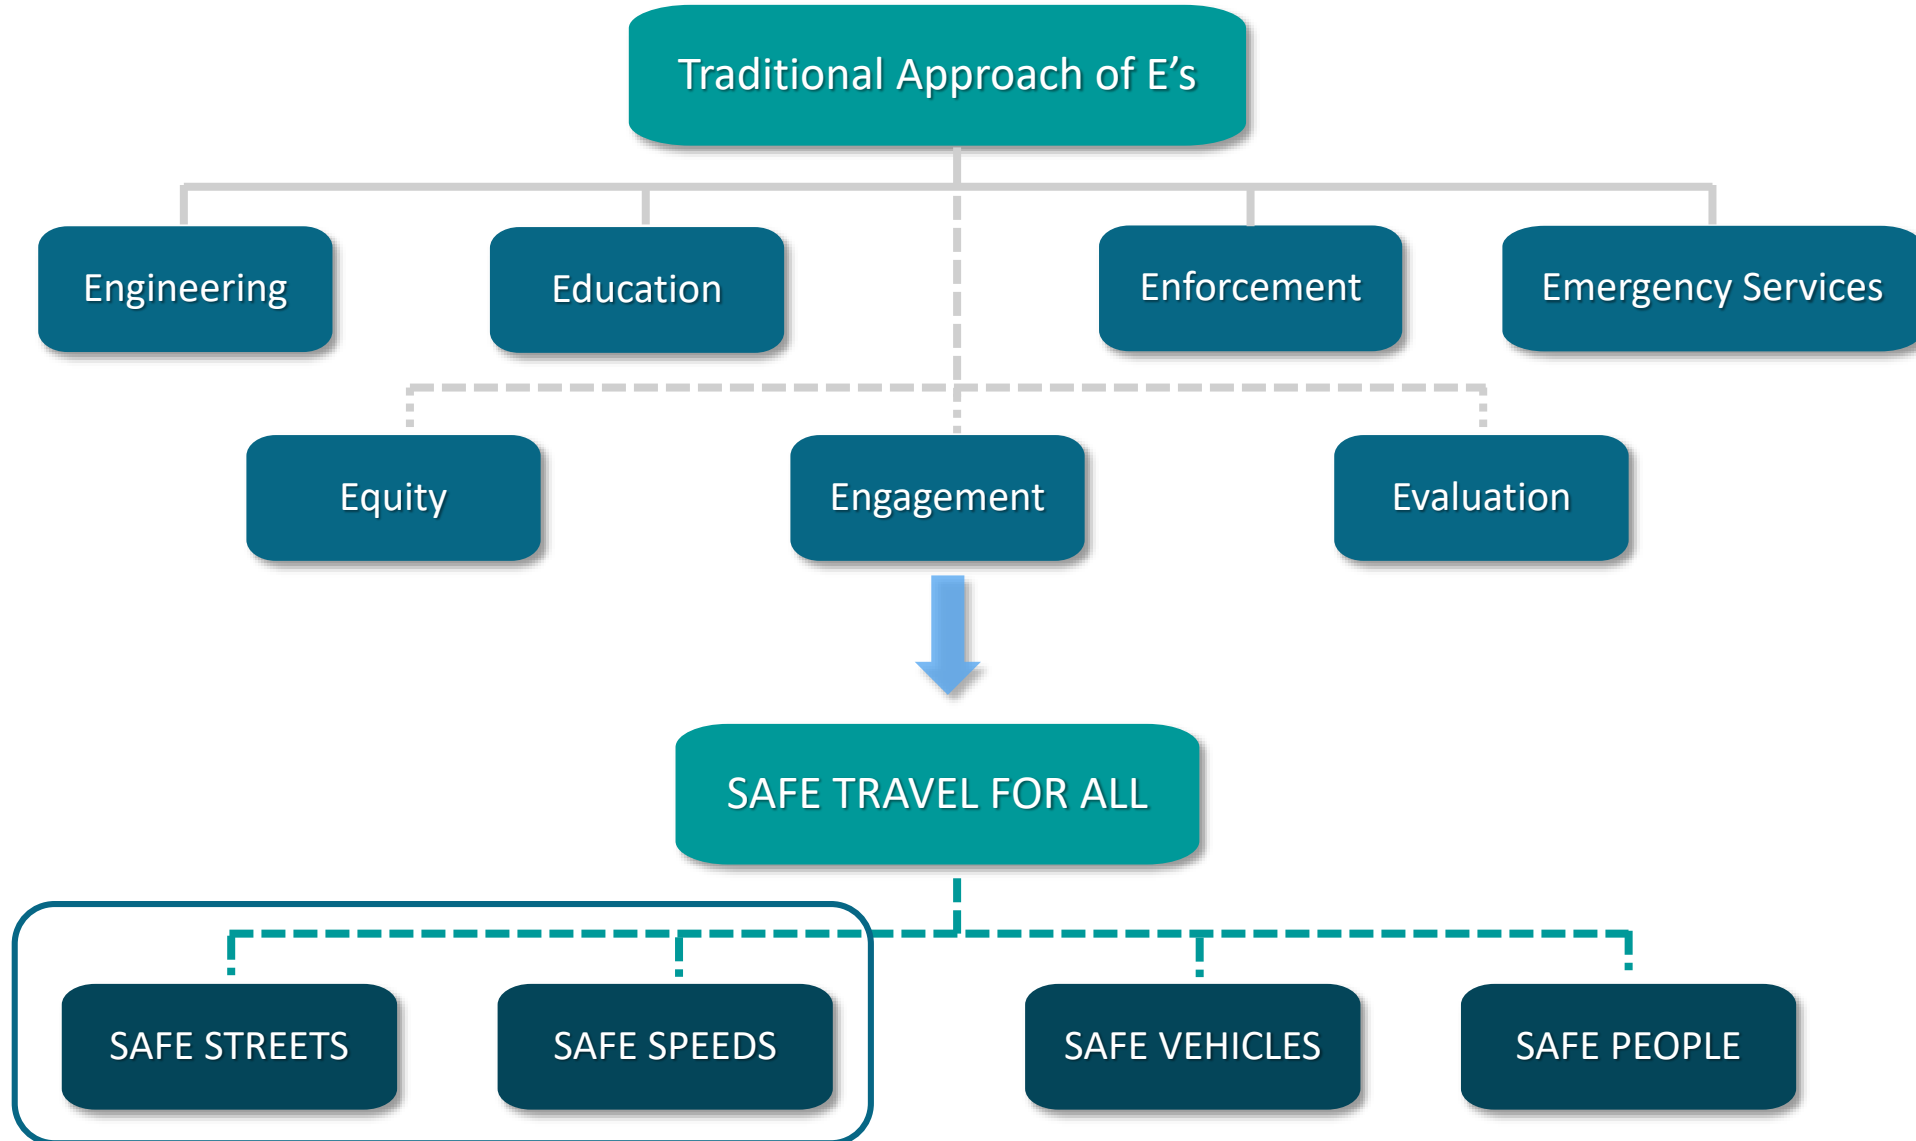 Traditional Approach of E’s
Engineering
Education
Enforcement
Emergency Services
Equity
Engagement
Evaluation
SAFE TRAVEL FOR ALL
SAFE STREETS
SAFE SPEEDS
SAFE VEHICLES
SAFE PEOPLE